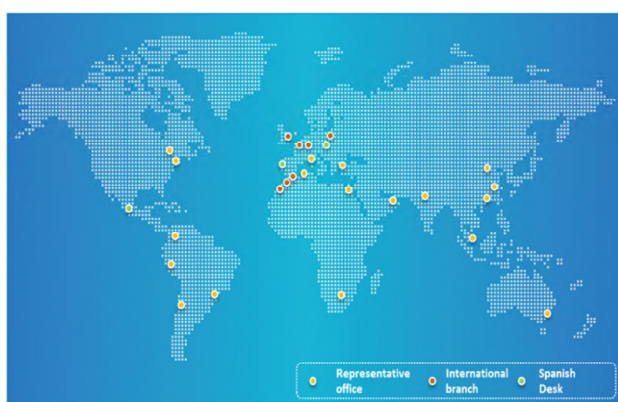 Representative
office
International
branch
Spanish
Desk